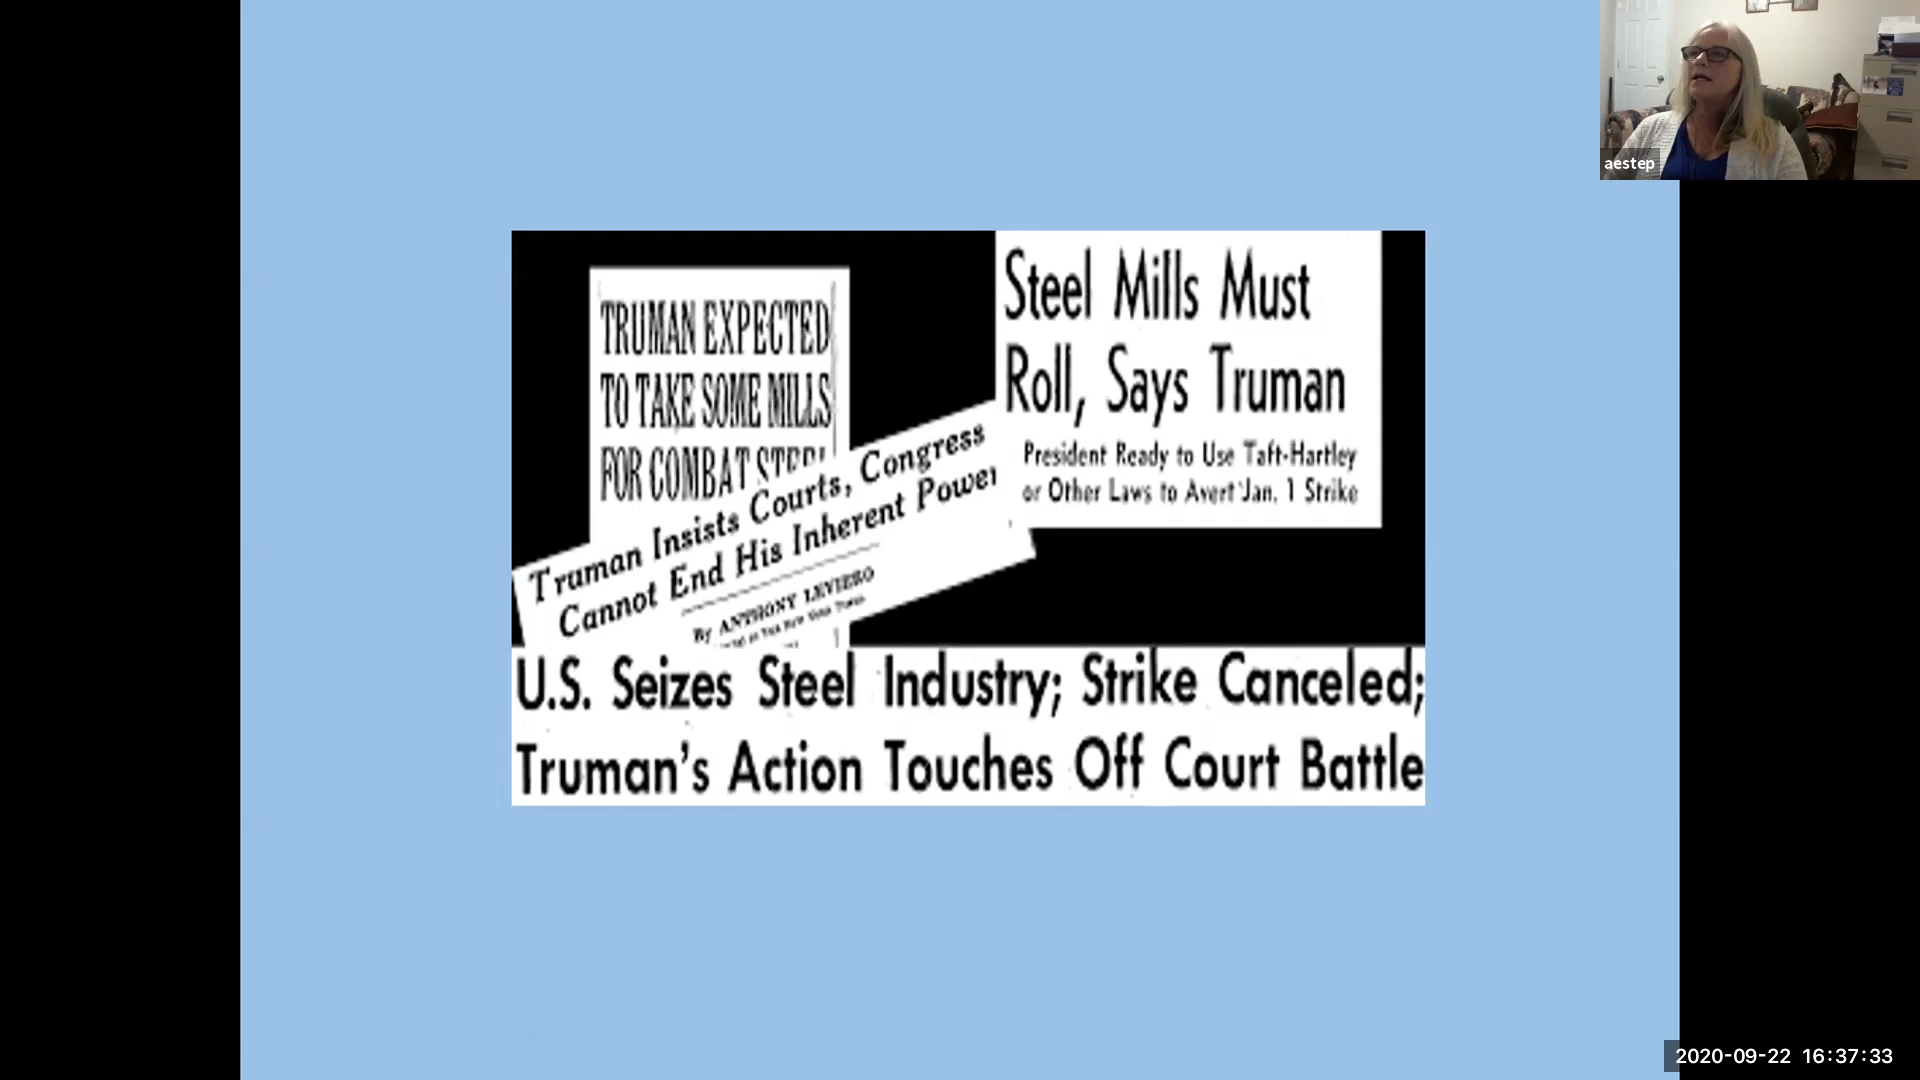 aestep
TRUMAN EXPECTED
TO TAKE SOME MILLS
FOR COMBAT STEEL
Steel Mills Must
Roll, Says Truman
President Ready to Use Taft-Hartley
or Other Laws to Avert Jan. 1 Strike
Truman Insists Courts, Congress
Cannot End His Inherent Power
By ANTHONY LEVIERO
U.S. Seizes Steel Industry; Strike Canceled;
Truman's Action Touches Off Court Battle
2020-09-22 16:37:33